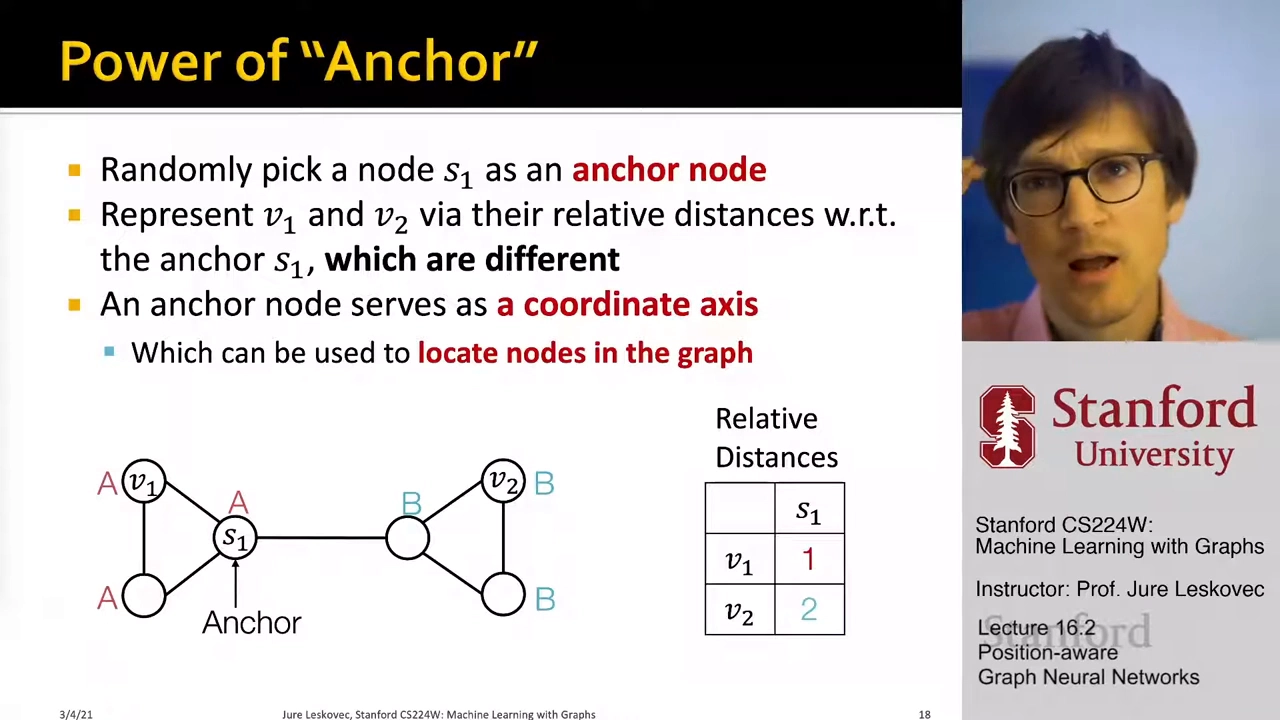 Power of “Anchor”
Randomly pick a node s₁ as an anchor node
Represent v₁ and v₂ via their relative distances w.r.t.
the anchor s₁, which are different
An anchor node serves as a coordinate axis
Which can be used to locate nodes in the graph
Relative
Distances
s₁
v₁ 1
v₂ 2
A v₁
A
s₁
A
Anchor
B
v₂ B
B
3/4/21
Jure Leskovec, Stanford CS224W: Machine Learning with Graphs
18
Stanford
University
Stanford CS224W:
Machine Learning with Graphs
Instructor: Prof. Jure Leskovec
Lecture 16.2
Stanford
Position-aware
Graph Neural Networks